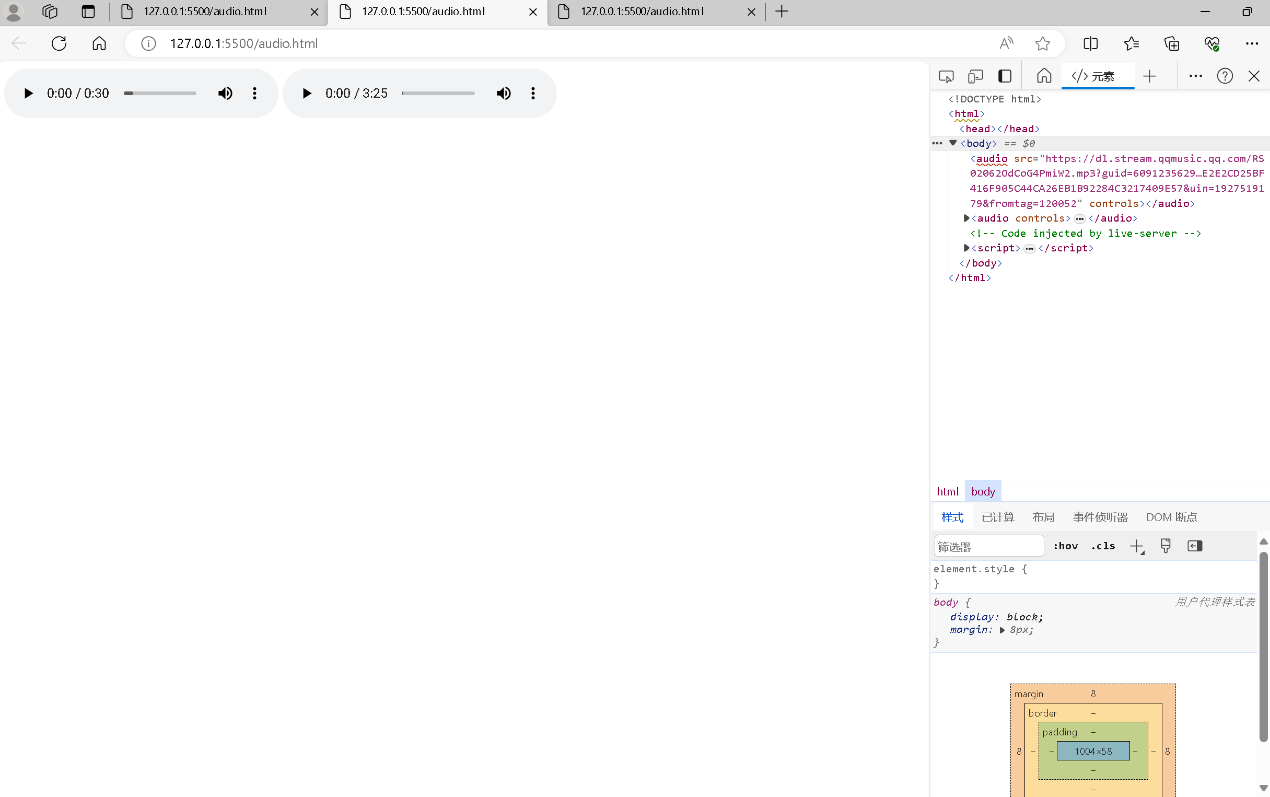 127.0.0.1:5500/audio.html
127.0.0.1:5500/audio.html
127.0.0.1:5500/audio.html
127.0.0.1:5500/audio.html
0:00 / 0:30
0:00 / 3:25
</> 元素
<!DOCTYPE html>
<html>
<head></head>
<body> == $0
<audio src="https://dl.stream.qqmusic.qq.com/RS
02062OdCoG4PmiW2.mp3?guid=6091235629…E2E2CD25BF
416F905C44CA26EB1B92284C3217409E57&uin=19275191
79&fromtag=120052" controls></audio>
<audio controls> ••• </audio>
<!-- Code injected by live-server -->
<script> ••• </script>
</body>
</html>
html body
样式 已计算 布局 事件侦听器 DOM 断点
筛选器 :hov .cls
element.style {
}
body { 用户代理样式表
display: block;
margin: 8px;
}
margin 8
border –
padding –
8 – – 1004×58 – – 8
–
–